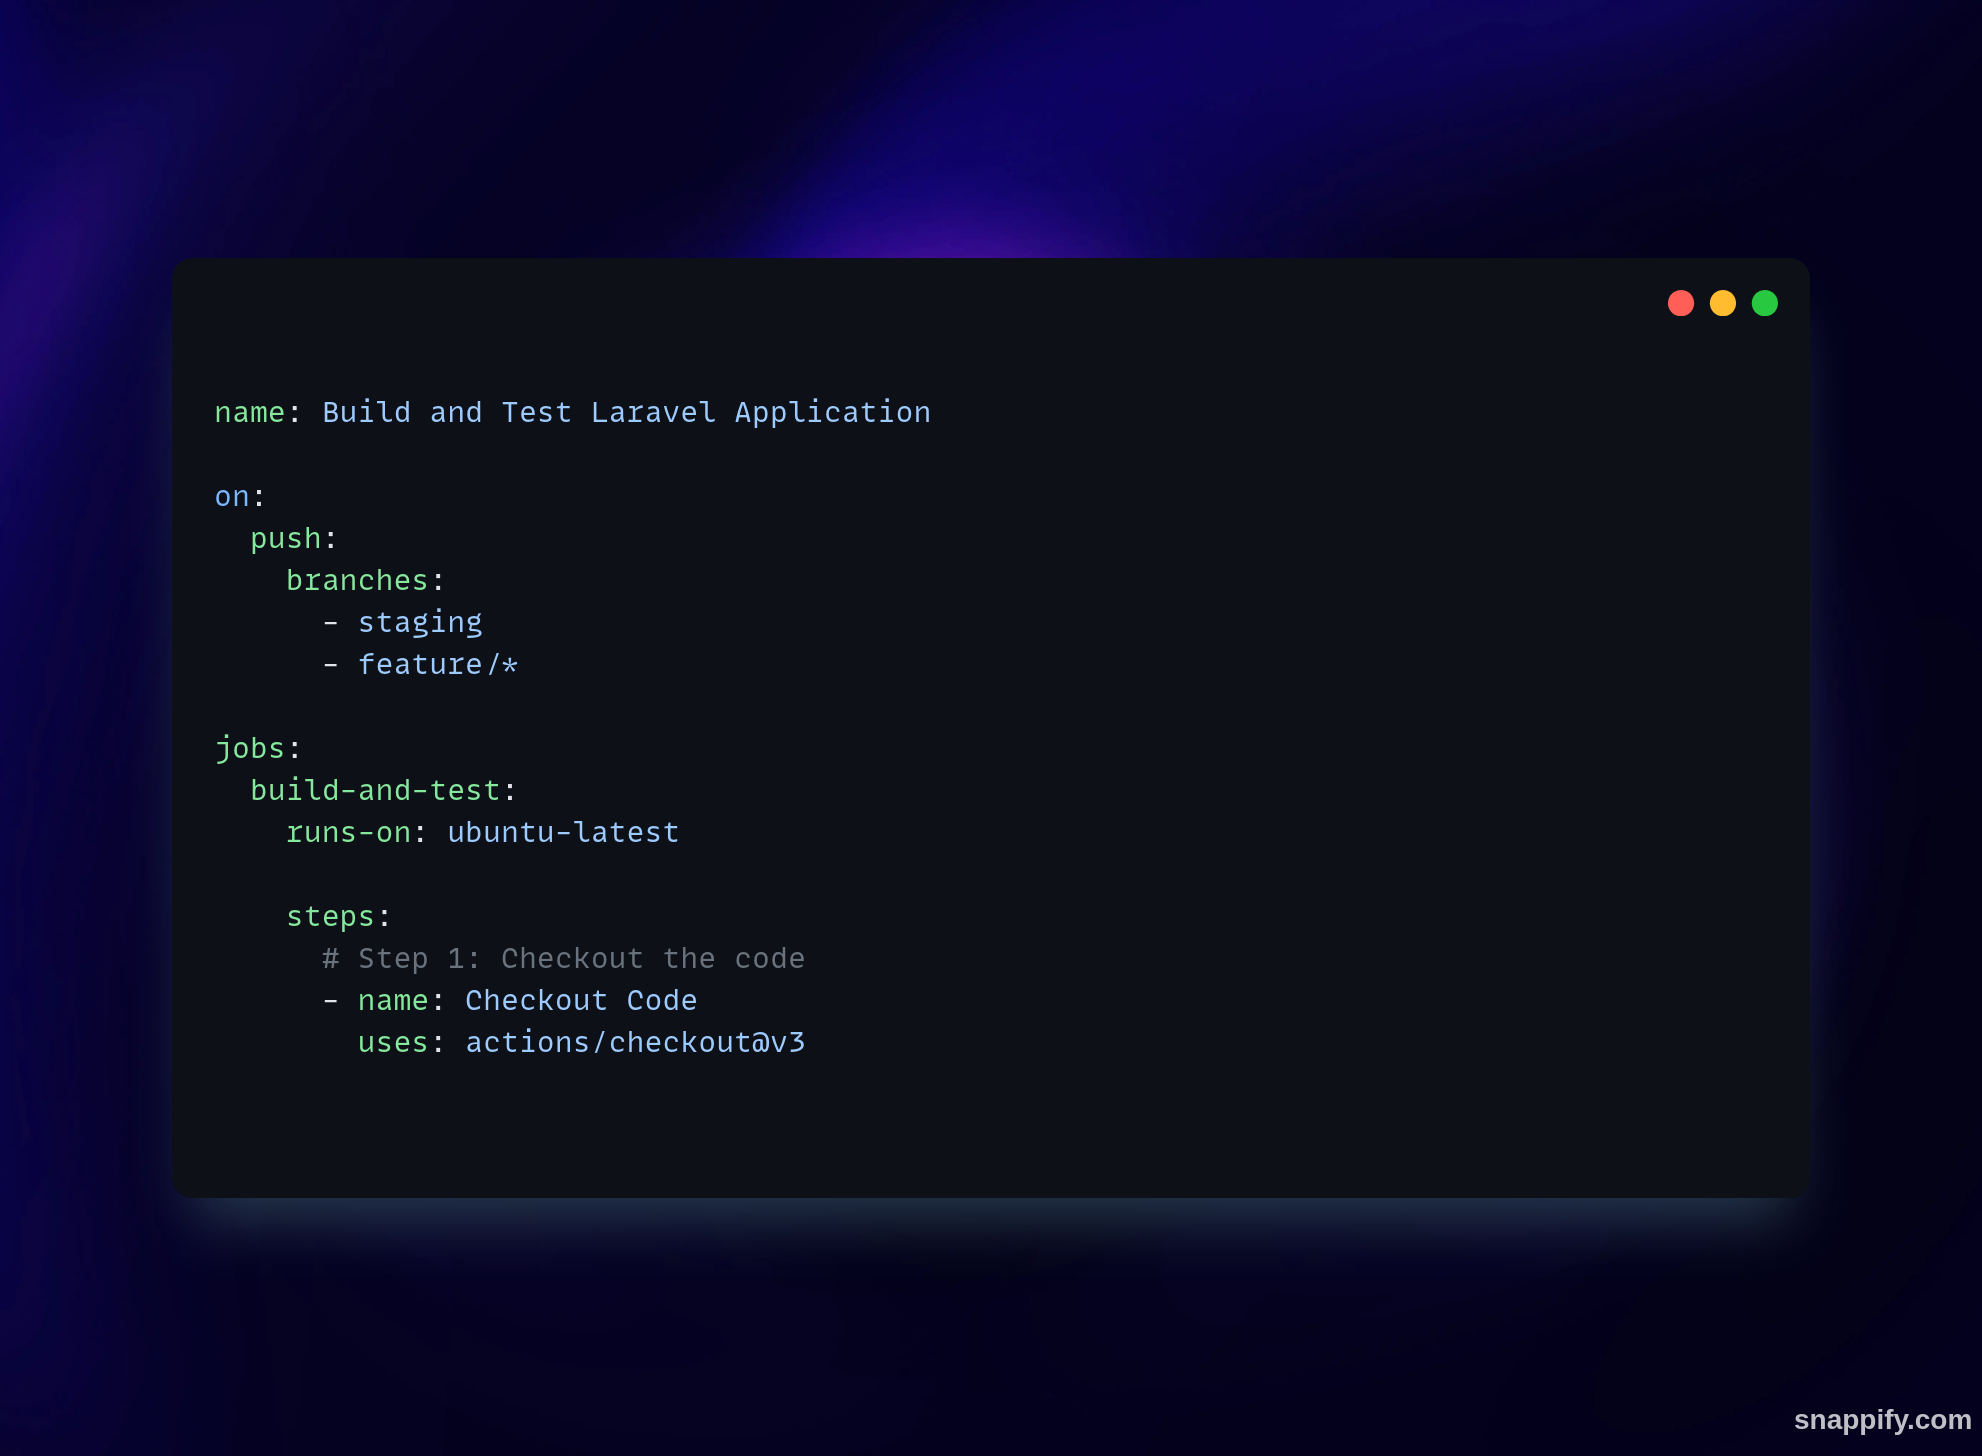 name: Build and Test Laravel Application

on:
  push:
    branches:
      - staging
      - feature/*

jobs:
  build-and-test:
    runs-on: ubuntu-latest

    steps:
      # Step 1: Checkout the code
      - name: Checkout Code
        uses: actions/checkout@v3

snappify.com